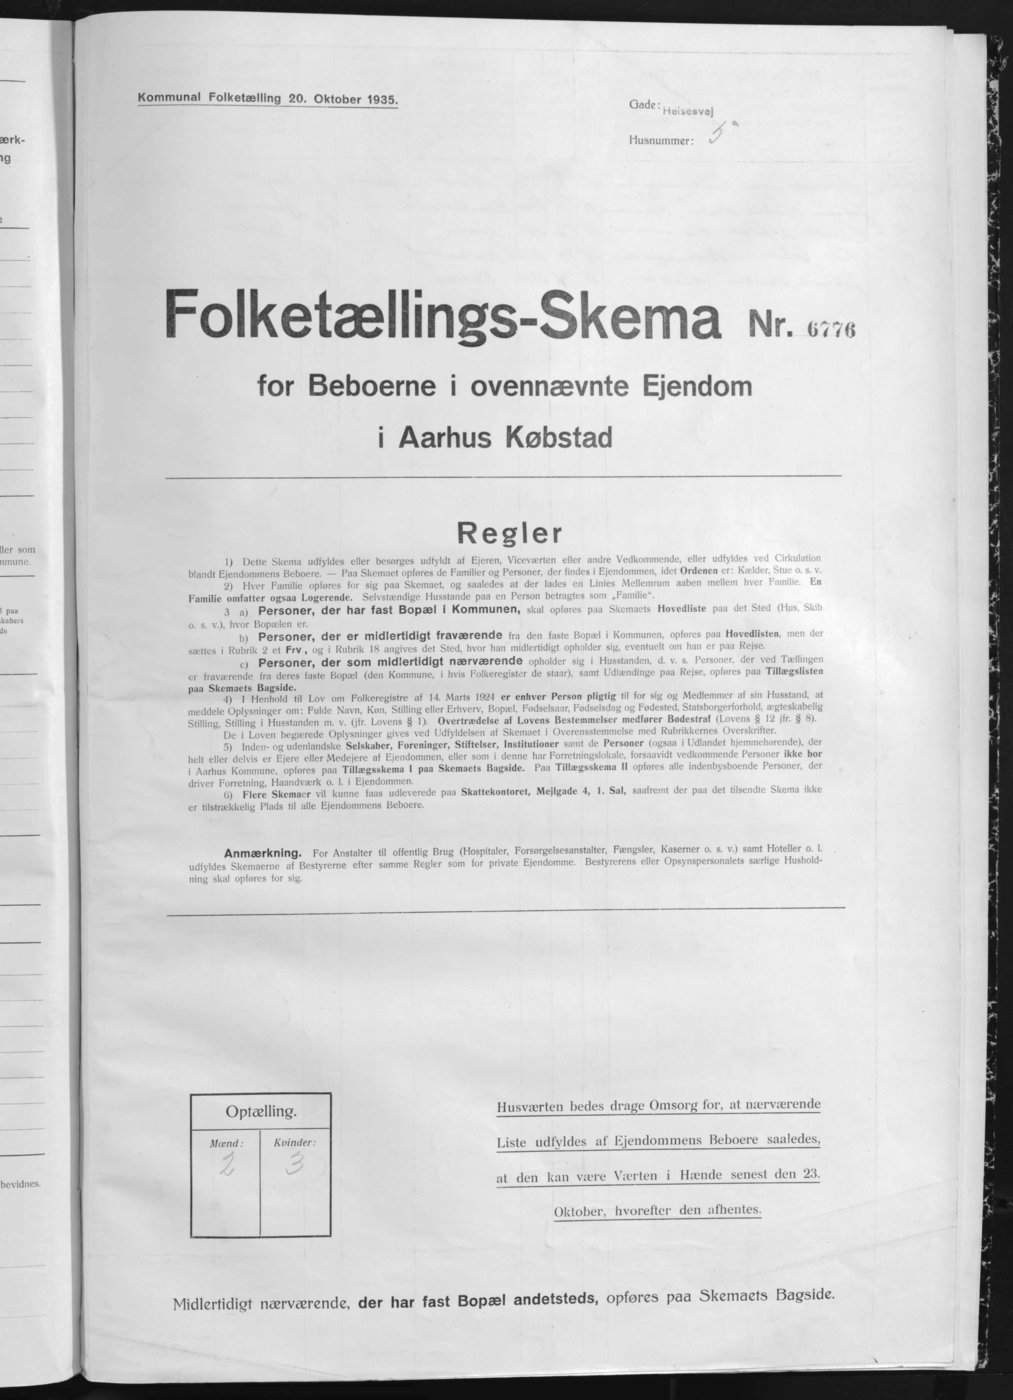 Kommunal Folketælling 20. Oktober 1935.
Gade: Heisesvej
Husnummer: 5
Folketællings-Skema Nr. 6776
for Beboerne i ovennævnte Ejendom
i Aarhus Købstad
Regler
1) Dette Skema udfyldes eller besørges udfyldt af Ejeren, Viceværten eller andre Vedkommende, eller udfyldes ved Cirkulation
blandt Ejendommens Beboere. — Paa Skemaet opføres de Familier og Personer, der findes i Ejendommen, idet Ordenen er: Kælder, Stue o. s. v.
2) Hver Familie opføres for sig paa Skemaet, og saaledes at der lades en Linies Mellemrum aaben mellem hver Familie. En
Familie omfatter ogsaa Logerende. Selvstændige Husstande paa en Person betragtes som „Familie“.
3 a) Personer, der har fast Bopæl i Kommunen, skal opføres paa Skemaets Hovedliste paa det Sted (Hus, Skib
o. s. v.), hvor Bopælen er.
b) Personer, der er midlertidigt fraværende fra den faste Bopæl i Kommunen, opføres paa Hovedlisten, men der
sættes i Rubrik 2 et Frv., og i Rubrik 18 angives det Sted, hvor han midlertidigt opholder sig, eventuelt om han er paa Rejse.
c) Personer, der som midlertidigt nærværende opholder sig i Husstanden, d. v. s. Personer, der ved Tællingen
er fraværende fra deres faste Bopæl (den Kommune, i hvis Folkeregister de staar), samt Udlændinge paa Rejse, opføres paa Tillægslisten
paa Skemaets Bagside.
4) I Henhold til Lov om Folkeregistre af 14. Marts 1924 er enhver Person pligtig til for sig og Medlemmer af sin Husstand, at
meddele Oplysninger om: Fulde Navn, Køn, Stilling eller Erhverv, Bopæl, Fødselsaar, Fødselsdag og Fødested, Statsborgerforhold, ægteskabelig
Stilling, Stilling i Husstanden m. v. (jfr. Lovens § 1). Overtrædelse af Lovens Bestemmelser medfører Bødestraf (Lovens § 12 jfr. § 8).
De i Loven begærede Oplysninger gives ved Udfyldelsen af Skemaet i Overensstemmelse med Rubrikkernes Overskrifter.
5) Inden- og udenlandske Selskaber, Foreninger, Stiftelser, Institutioner samt de Personer (ogsaa i Udlandet hjemmehørende), der
helt eller delvis er Ejere eller Medejere af Ejendommen, eller som i denne har Forretningslokale, forsaavidt vedkommende Personer ikke bor
i Aarhus Kommune, opføres paa Tillægsskema I paa Skemaets Bagside. Paa Tillægsskema II opføres alle indenbysboende Personer, der
driver Forretning, Haandværk o. l. i Ejendommen.
6) Flere Skemaer vil kunne faas udleverede paa Skattekontoret, Mejlgade 4, 1. Sal, saafremt der paa det tilsendte Skema ikke
er tilstrækkelig Plads til alle Ejendommens Beboere.
Anmærkning. For Anstalter til offentlig Brug (Hospitaler, Forsørgelsesanstalter, Fængsler, Kaserner o. s. v.) samt Hoteller o. l.
udfyldes Skemaerne af Bestyrerne efter samme Regler som for private Ejendomme. Bestyrerens eller Opsynspersonalets særlige Hushold-
ning skal opføres for sig.
Optælling.
Mænd: Kvinder:
2 3
Husværten bedes drage Omsorg for, at nærværende
Liste udfyldes af Ejendommens Beboere saaledes,
at den kan være Værten i Hænde senest den 23.
Oktober, hvorefter den afhentes.
Midlertidigt nærværende, der har fast Bopæl andetsteds, opføres paa Skemaets Bagside.